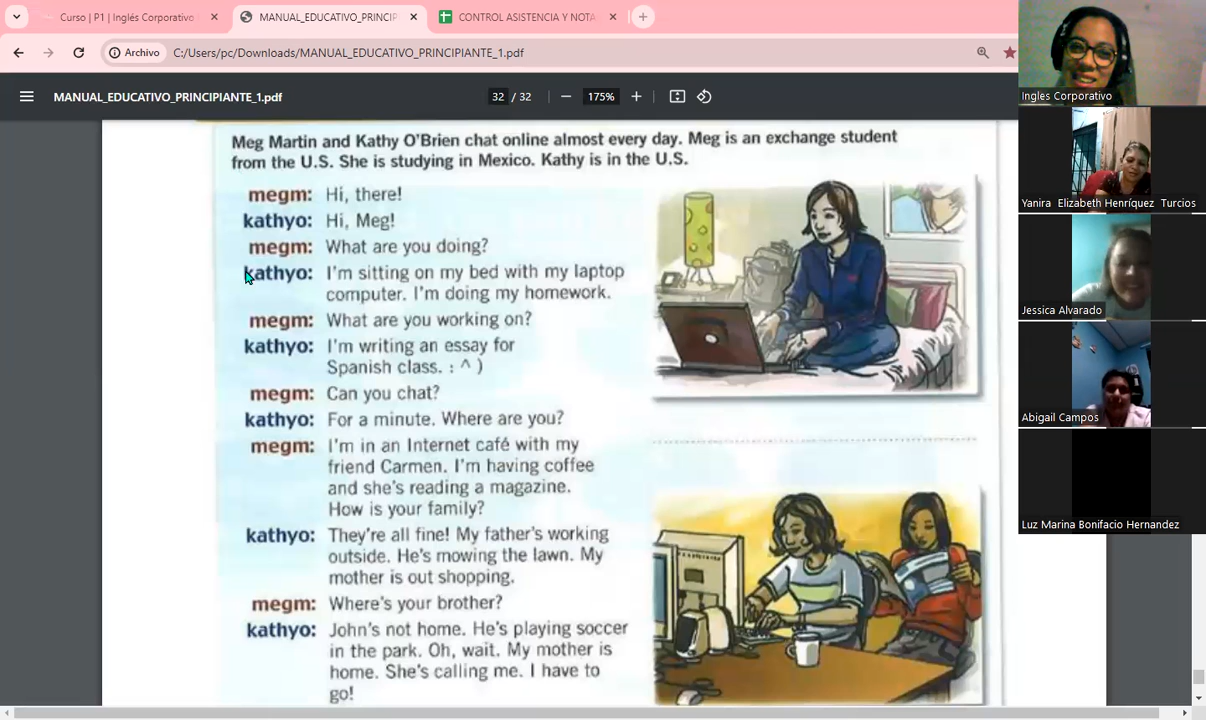 Curso | P1 | Inglés Corporativo
MANUAL_EDUCATIVO_PRINCIP
CONTROL ASISTENCIA Y NOTA
Archivo
C:/Users/pc/Downloads/MANUAL_EDUCATIVO_PRINCIPIANTE_1.pdf
MANUAL_EDUCATIVO_PRINCIPIANTE_1.pdf
32 / 32
175%
Meg Martin and Kathy O'Brien chat online almost every day. Meg is an exchange student
from the U.S. She is studying in Mexico. Kathy is in the U.S.
megm: Hi, there!
kathyo: Hi, Meg!
megm: What are you doing?
kathyo: I'm sitting on my bed with my laptop
computer. I'm doing my homework.
megm: What are you working on?
kathyo: I'm writing an essay for
Spanish class. : ^ )
megm: Can you chat?
kathyo: For a minute. Where are you?
megm: I'm in an Internet café with my
friend Carmen. I'm having coffee
and she's reading a magazine.
How is your family?
kathyo: They're all fine! My father's working
outside. He's mowing the lawn. My
mother is out shopping.
megm: Where's your brother?
kathyo: John's not home. He's playing soccer
in the park. Oh, wait. My mother is
home. She's calling me. I have to
go!
Ingles Corporativo
Yanira Elizabeth Henríquez Turcios
Jessica Alvarado
Abigail Campos
Luz Marina Bonifacio Hernandez